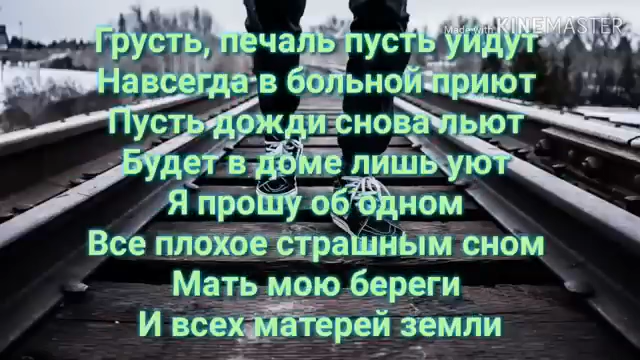 Made with KINEMASTER
Грусть, печаль пусть уйдут
Навсегда в больной приют
Пусть дожди снова льют
Будет в доме лишь уют
Я прошу об одном
Все плохое страшным сном
Мать мою береги
И всех матерей земли